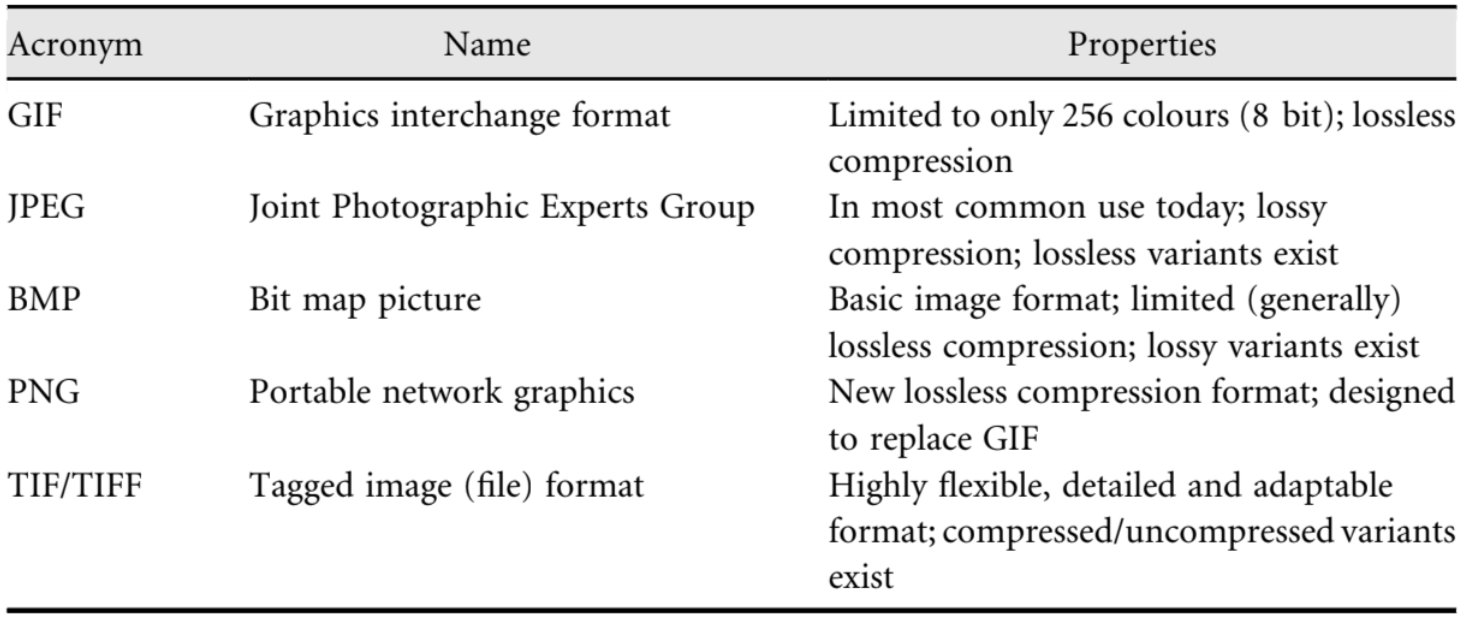 Acronym Name Properties
GIF Graphics interchange format Limited to only 256 colours (8 bit); lossless
compression
JPEG Joint Photographic Experts Group In most common use today; lossy
compression; lossless variants exist
BMP Bit map picture Basic image format; limited (generally)
lossless compression; lossy variants exist
PNG Portable network graphics New lossless compression format; designed
to replace GIF
TIF/TIFF Tagged image (file) format Highly flexible, detailed and adaptable
format; compressed/uncompressed variants
exist